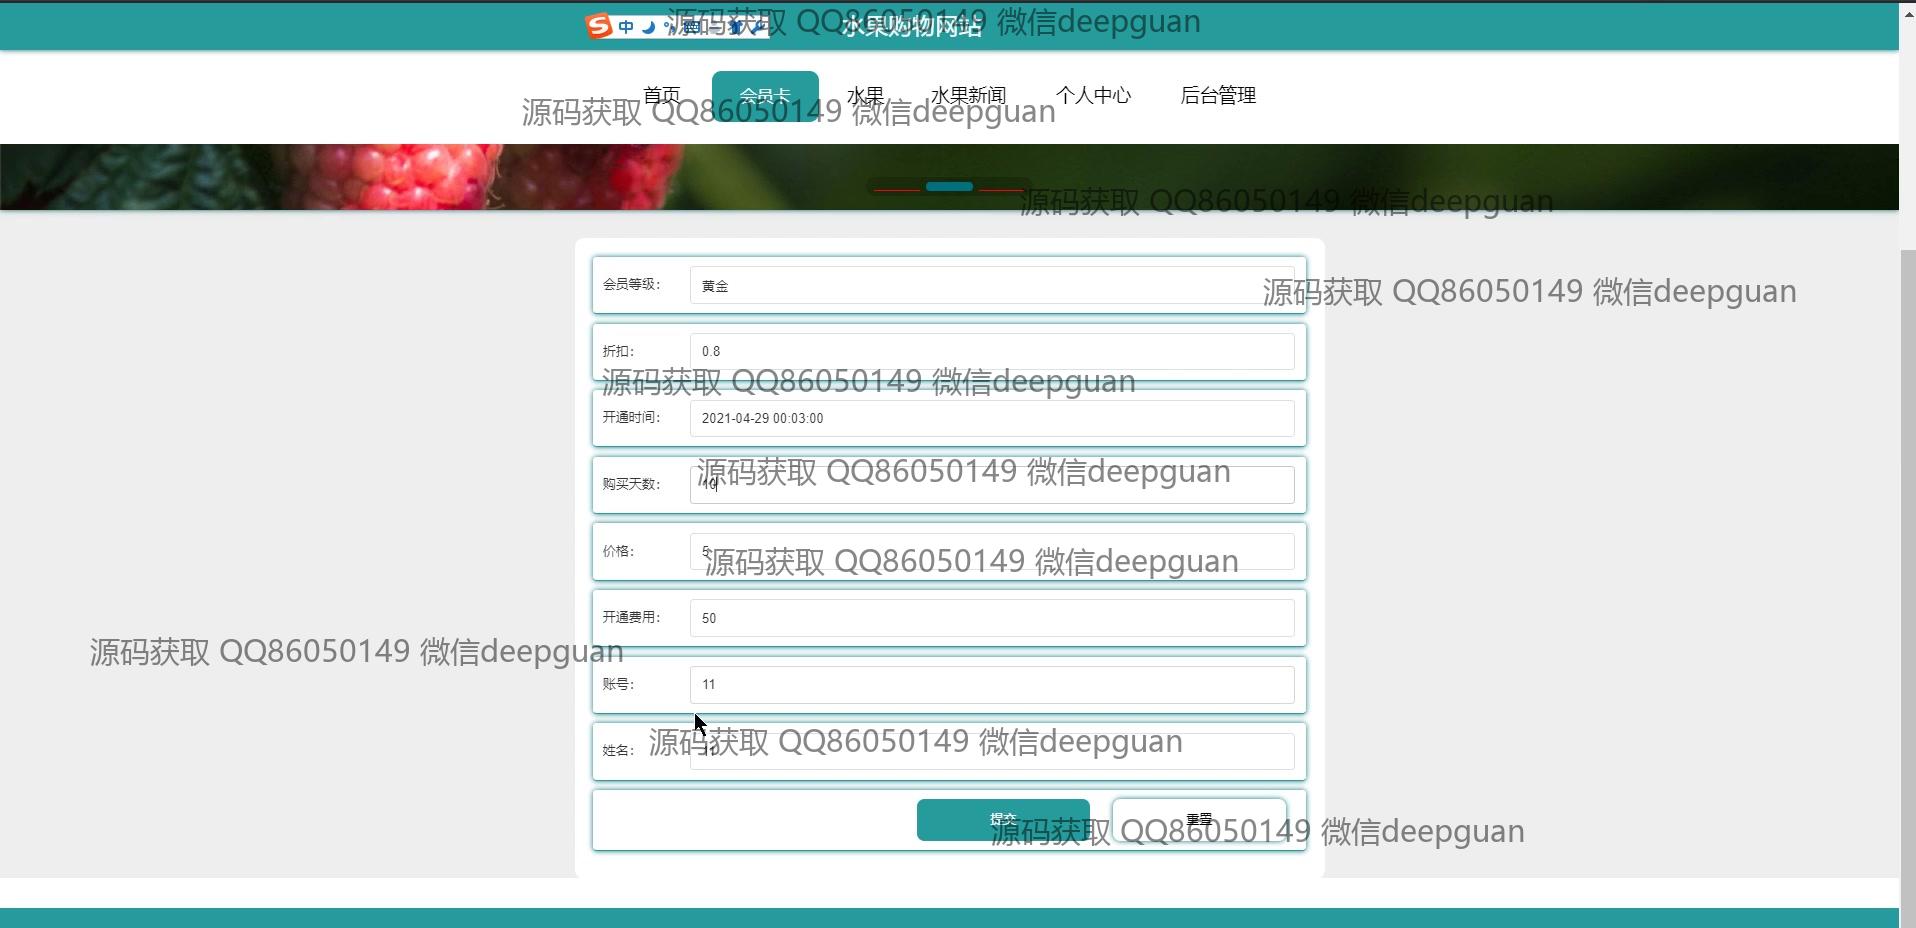 中
水果购物网站
源码获取 QQ86050149 微信deepguan
首页 会员卡 水果 水果新闻 个人中心 后台管理
源码获取 QQ86050149 微信deepguan
源码获取 QQ86050149 微信deepguan
会员等级: 黄金
源码获取 QQ86050149 微信deepguan
折扣: 0.8
源码获取 QQ86050149 微信deepguan
开通时间: 2021-04-29 00:03:00
源码获取 QQ86050149 微信deepguan
购买天数: 10
价格: 5
源码获取 QQ86050149 微信deepguan
开通费用: 50
源码获取 QQ86050149 微信deepguan
账号: 11
源码获取 QQ86050149 微信deepguan
姓名:
提交 重置
源码获取 QQ86050149 微信deepguan